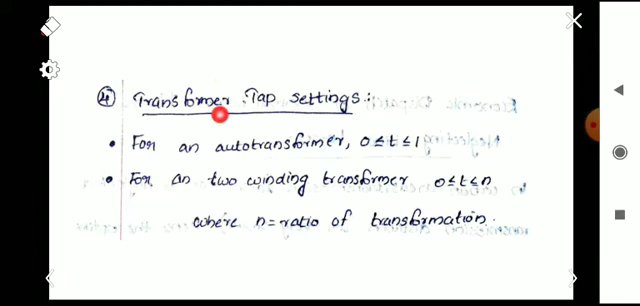 ④ Transformer Tap settings:
• For an autotransformer, 0≤t≤1
• For an two winding transformer 0≤t≤n
where n = ratio of transformation.